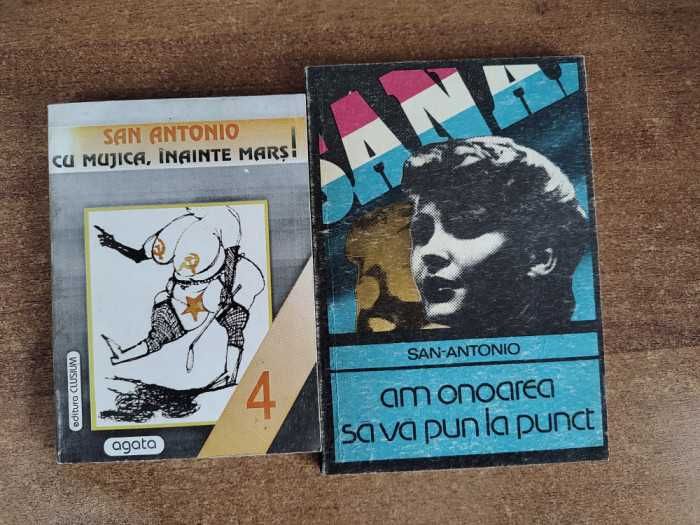 SAN ANTONIO
CU MUJICA, ÎNAINTE MARȘ!
editura CLUSIUM
4
agata
SAN A.
SAN-ANTONIO
am onoarea
sa va pun la punct